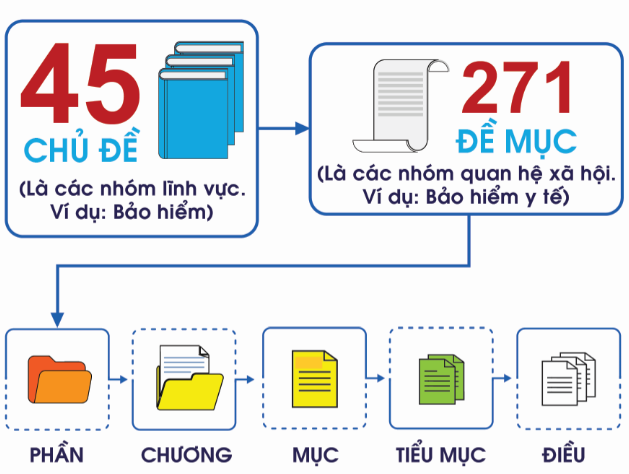 45
CHỦ ĐỀ
(Là các nhóm lĩnh vực.
Ví dụ: Bảo hiểm)
271
ĐỀ MỤC
(Là các nhóm quan hệ xã hội.
Ví dụ: Bảo hiểm y tế)
PHẦN
CHƯƠNG
MỤC
TIỂU MỤC
ĐIỀU